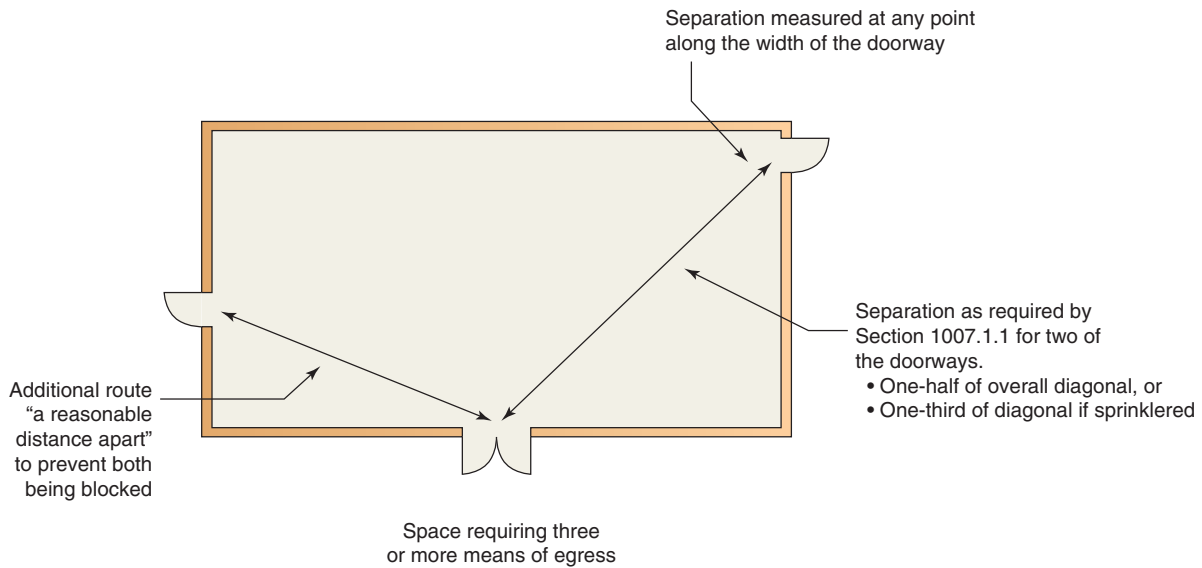 Separation measured at any point
along the width of the doorway
Separation as required by
Section 1007.1.1 for two of
the doorways.
• One-half of overall diagonal, or
• One-third of diagonal if sprinklered
Additional route
“a reasonable
distance apart”
to prevent both
being blocked
Space requiring three
or more means of egress